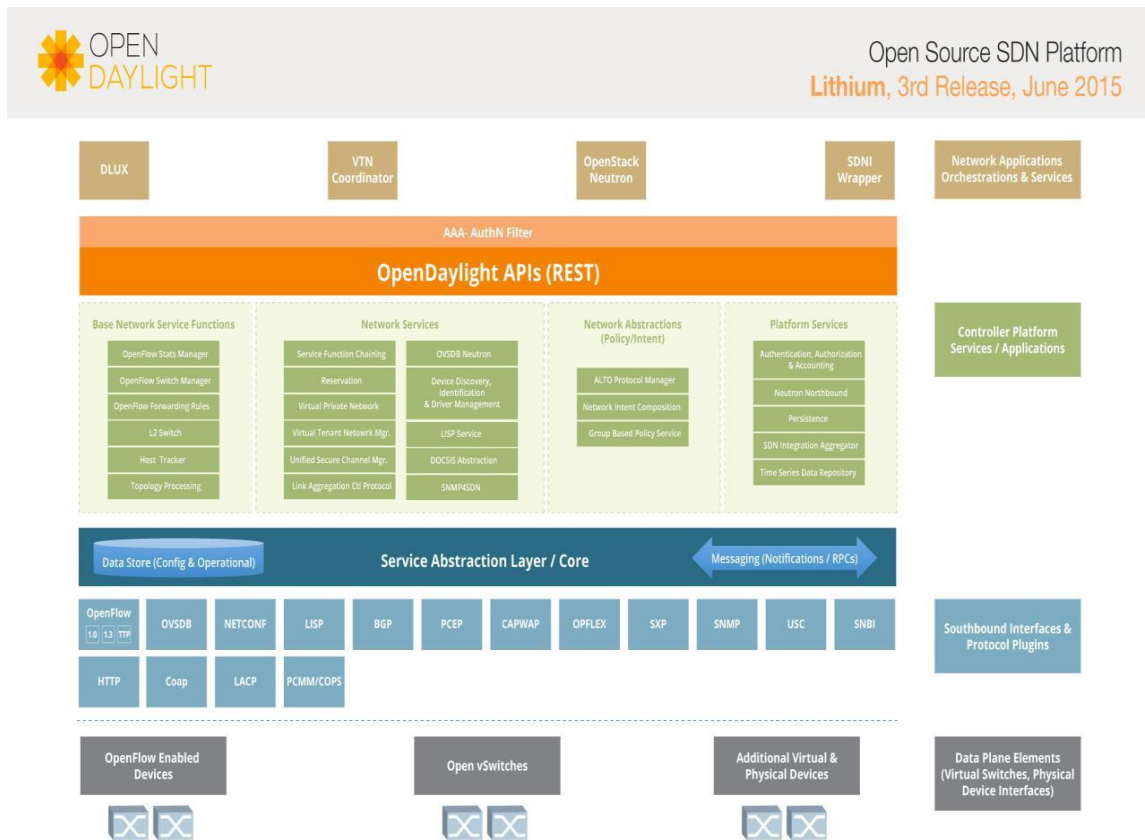 OPEN
DAYLIGHT
Open Source SDN Platform
Lithium, 3rd Release, June 2015
DLUX
VTN
Coordinator
OpenStack
Neutron
SDNI
Wrapper
Network Applications
Orchestrations & Services
AAA- AuthN Filter
OpenDaylight APIs (REST)
Base Network Service Functions
OpenFlow Stats Manager
OpenFlow Switch Manager
OpenFlow Forwarding Rules
L2 Switch
Host Tracker
Topology Processing
Network Services
Service Function Chaining
Reservation
Virtual Private Network
Virtual Tenant Netowrk Mgr.
Unified Secure Channel Mgr.
Link Aggregation Ctl Protocol
OVSDB Neutron
Device Discovery,
Identification
& Driver Management
LISP Service
DOCSIS Abstraction
SNMP4SDN
Network Abstractions
(Policy/Intent)
ALTO Protocol Manager
Network Intent Composition
Group Based Policy Service
Platform Services
Authentication, Authorization
& Accounting
Neutron Northbound
Persistence
SDN Integration Aggregator
Time Series Data Repository
Controller Platform
Services / Applications
Data Store (Config & Operational)
Service Abstraction Layer / Core
Messaging (Notifications / RPCs)
OpenFlow
1.0 1.3 TTP
OVSDB
NETCONF
LISP
BGP
PCEP
CAPWAP
OPFLEX
SXP
SNMP
USC
SNBI
HTTP
Coap
LACP
PCMM/COPS
Southbound Interfaces &
Protocol Plugins
OpenFlow Enabled
Devices
Open vSwitches
Additional Virtual &
Physical Devices
Data Plane Elements
(Virtual Switches, Physical
Device Interfaces)